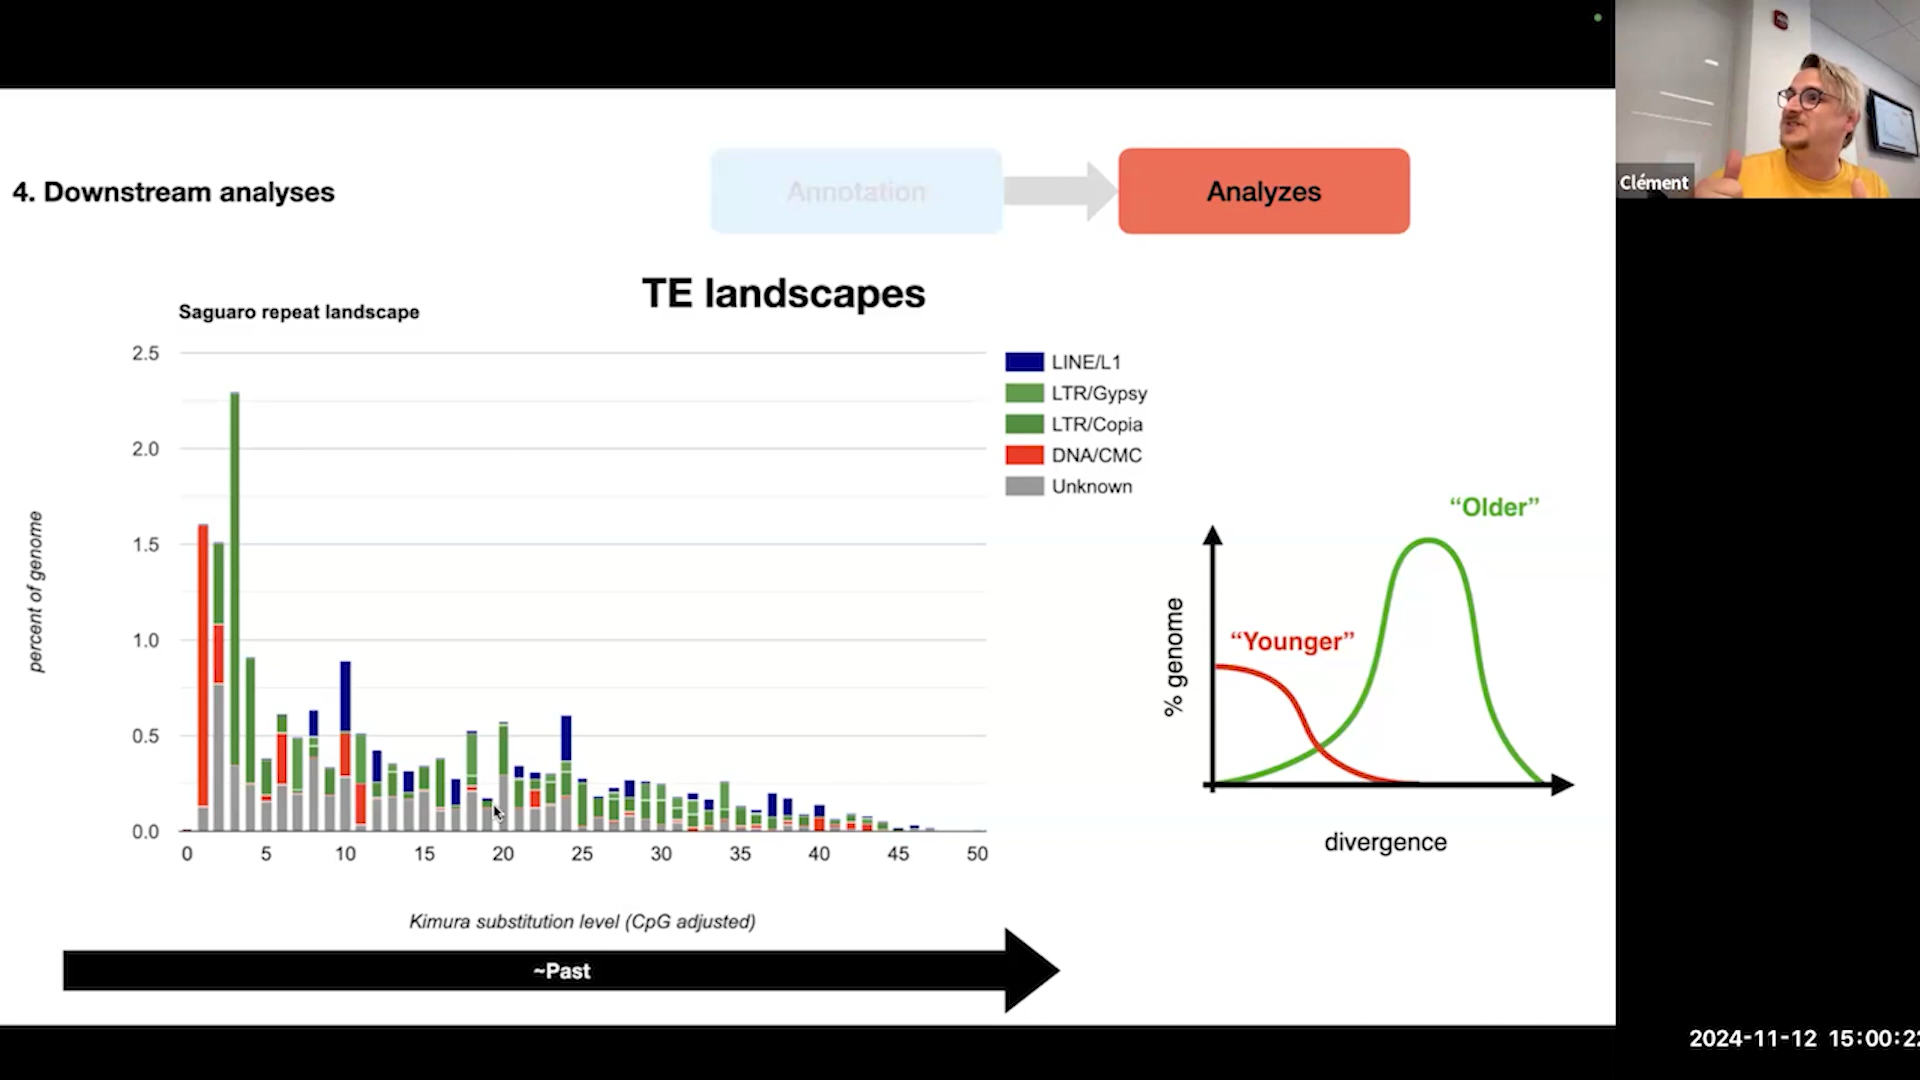 4. Downstream analyses
Annotation
Analyzes
Clément
TE landscapes
Saguaro repeat landscape
percent of genome
2.5
2.0
1.5
1.0
0.5
0.0
0 5 10 15 20 25 30 35 40 45 50
Kimura substitution level (CpG adjusted)
~Past
LINE/L1
LTR/Gypsy
LTR/Copia
DNA/CMC
Unknown
“Older”
“Younger”
% genome
divergence
2024-11-12 15:00:22